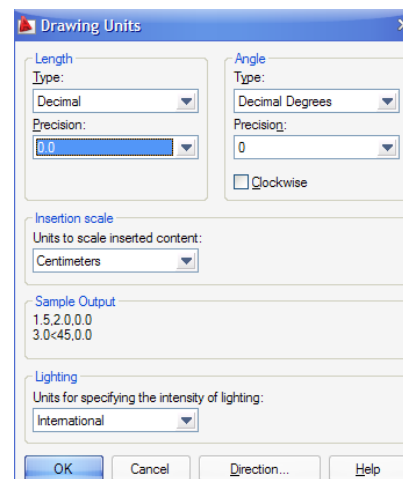 Drawing Units
Length
Type:
Decimal
Precision:
0.0
Angle
Type:
Decimal Degrees
Precision:
0
Clockwise
Insertion scale
Units to scale inserted content:
Centimeters
Sample Output
1.5,2.0,0.0
3.0<45,0.0
Lighting
Units for specifying the intensity of lighting:
International
OK Cancel Direction... Help